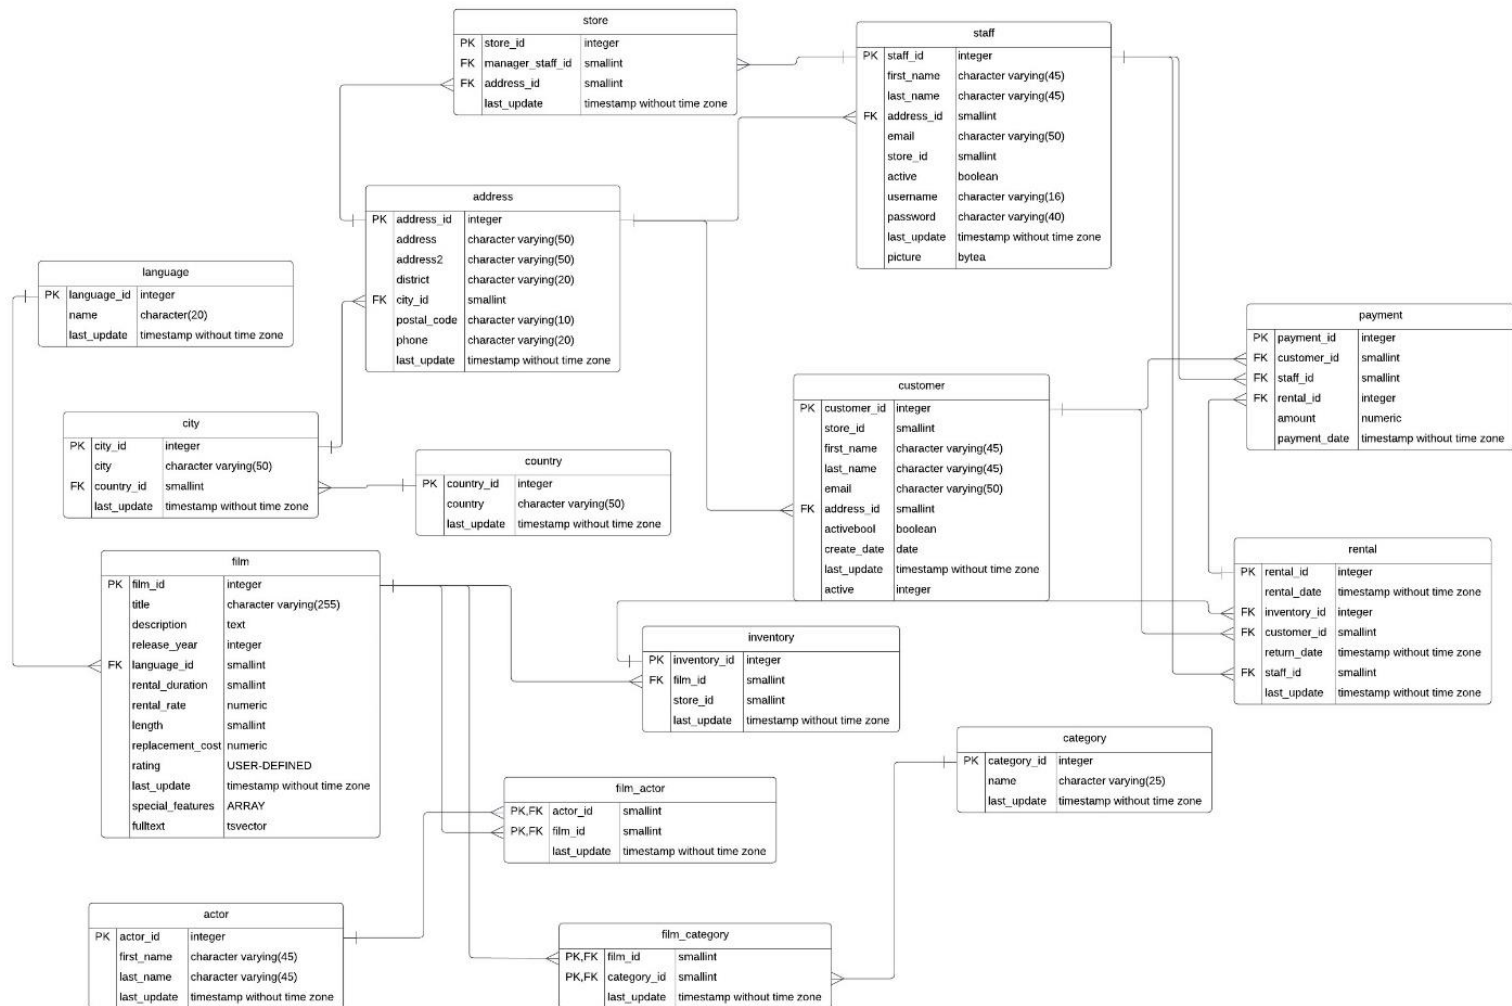 store
PK store_id integer
FK manager_staff_id smallint
FK address_id smallint
last_update timestamp without time zone
staff
PK staff_id integer
first_name character varying(45)
last_name character varying(45)
FK address_id smallint
email character varying(50)
store_id smallint
active boolean
username character varying(16)
password character varying(40)
last_update timestamp without time zone
picture bytea
address
PK address_id integer
address character varying(50)
address2 character varying(50)
district character varying(20)
FK city_id smallint
postal_code character varying(10)
phone character varying(20)
last_update timestamp without time zone
language
PK language_id integer
name character(20)
last_update timestamp without time zone
payment
PK payment_id integer
FK customer_id smallint
FK staff_id smallint
FK rental_id integer
amount numeric
payment_date timestamp without time zone
customer
PK customer_id integer
store_id smallint
first_name character varying(45)
last_name character varying(45)
email character varying(50)
FK address_id smallint
activebool boolean
create_date date
last_update timestamp without time zone
active integer
city
PK city_id integer
city character varying(50)
FK country_id smallint
last_update timestamp without time zone
country
PK country_id integer
country character varying(50)
last_update timestamp without time zone
film
PK film_id integer
title character varying(255)
description text
release_year integer
FK language_id smallint
rental_duration smallint
rental_rate numeric
length smallint
replacement_cost numeric
rating USER-DEFINED
last_update timestamp without time zone
special_features ARRAY
fulltext tsvector
rental
PK rental_id integer
rental_date timestamp without time zone
FK inventory_id integer
FK customer_id smallint
return_date timestamp without time zone
FK staff_id smallint
last_update timestamp without time zone
inventory
PK inventory_id integer
FK film_id smallint
store_id smallint
last_update timestamp without time zone
category
PK category_id integer
name character varying(25)
last_update timestamp without time zone
film_actor
PK,FK actor_id smallint
PK,FK film_id smallint
last_update timestamp without time zone
actor
PK actor_id integer
first_name character varying(45)
last_name character varying(45)
last_update timestamp without time zone
film_category
PK,FK film_id smallint
PK,FK category_id smallint
last_update timestamp without time zone